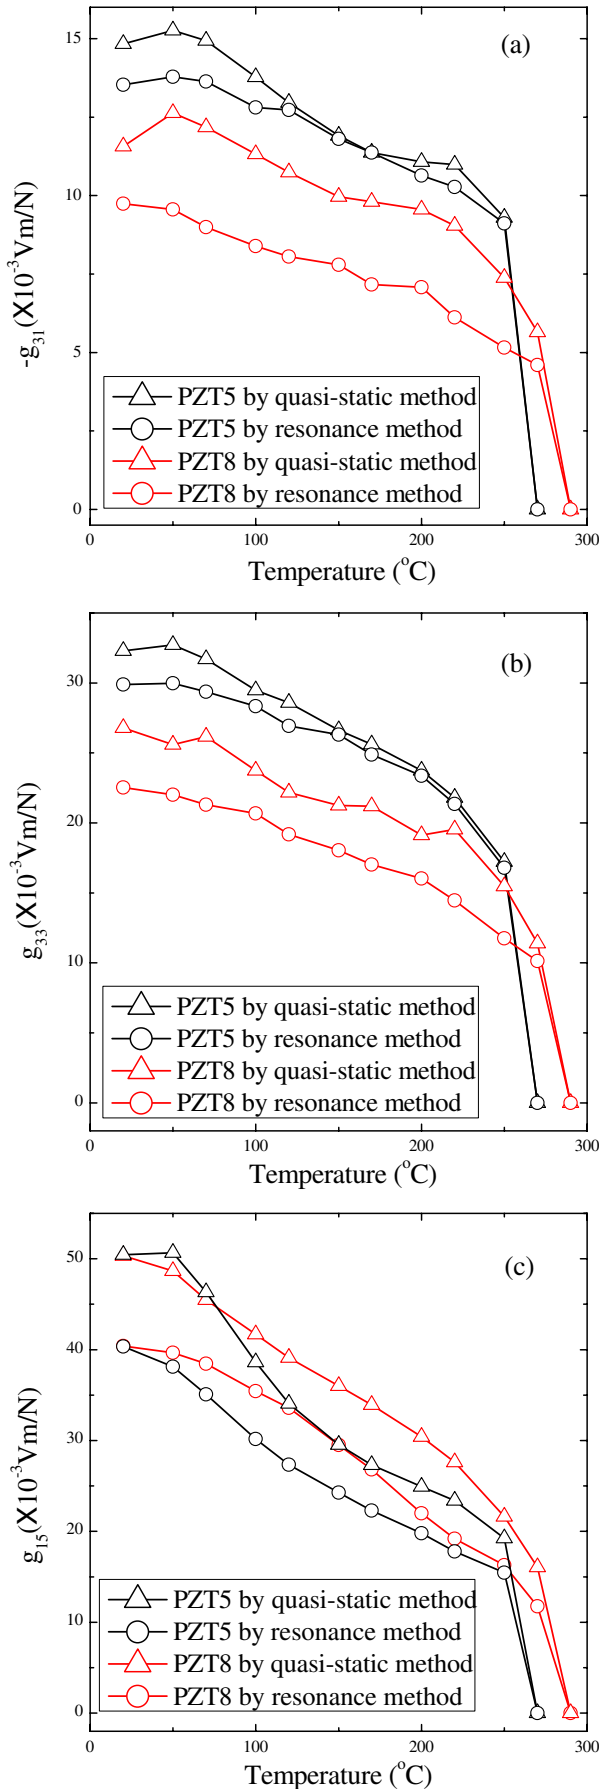 (a)
15
10
5
0
-g31(X10-3Vm/N)
PZT5 by quasi-static method
PZT5 by resonance method
PZT8 by quasi-static method
PZT8 by resonance method
0 100 200 300
Temperature (oC)
(b)
30
20
10
0
g33(X10-3Vm/N)
PZT5 by quasi-static method
PZT5 by resonance method
PZT8 by quasi-static method
PZT8 by resonance method
0 100 200 300
Temperature (oC)
(c)
50
40
30
20
10
0
g15(X10-3Vm/N)
PZT5 by quasi-static method
PZT5 by resonance method
PZT8 by quasi-static method
PZT8 by resonance method
0 100 200 300
Temperature (oC)